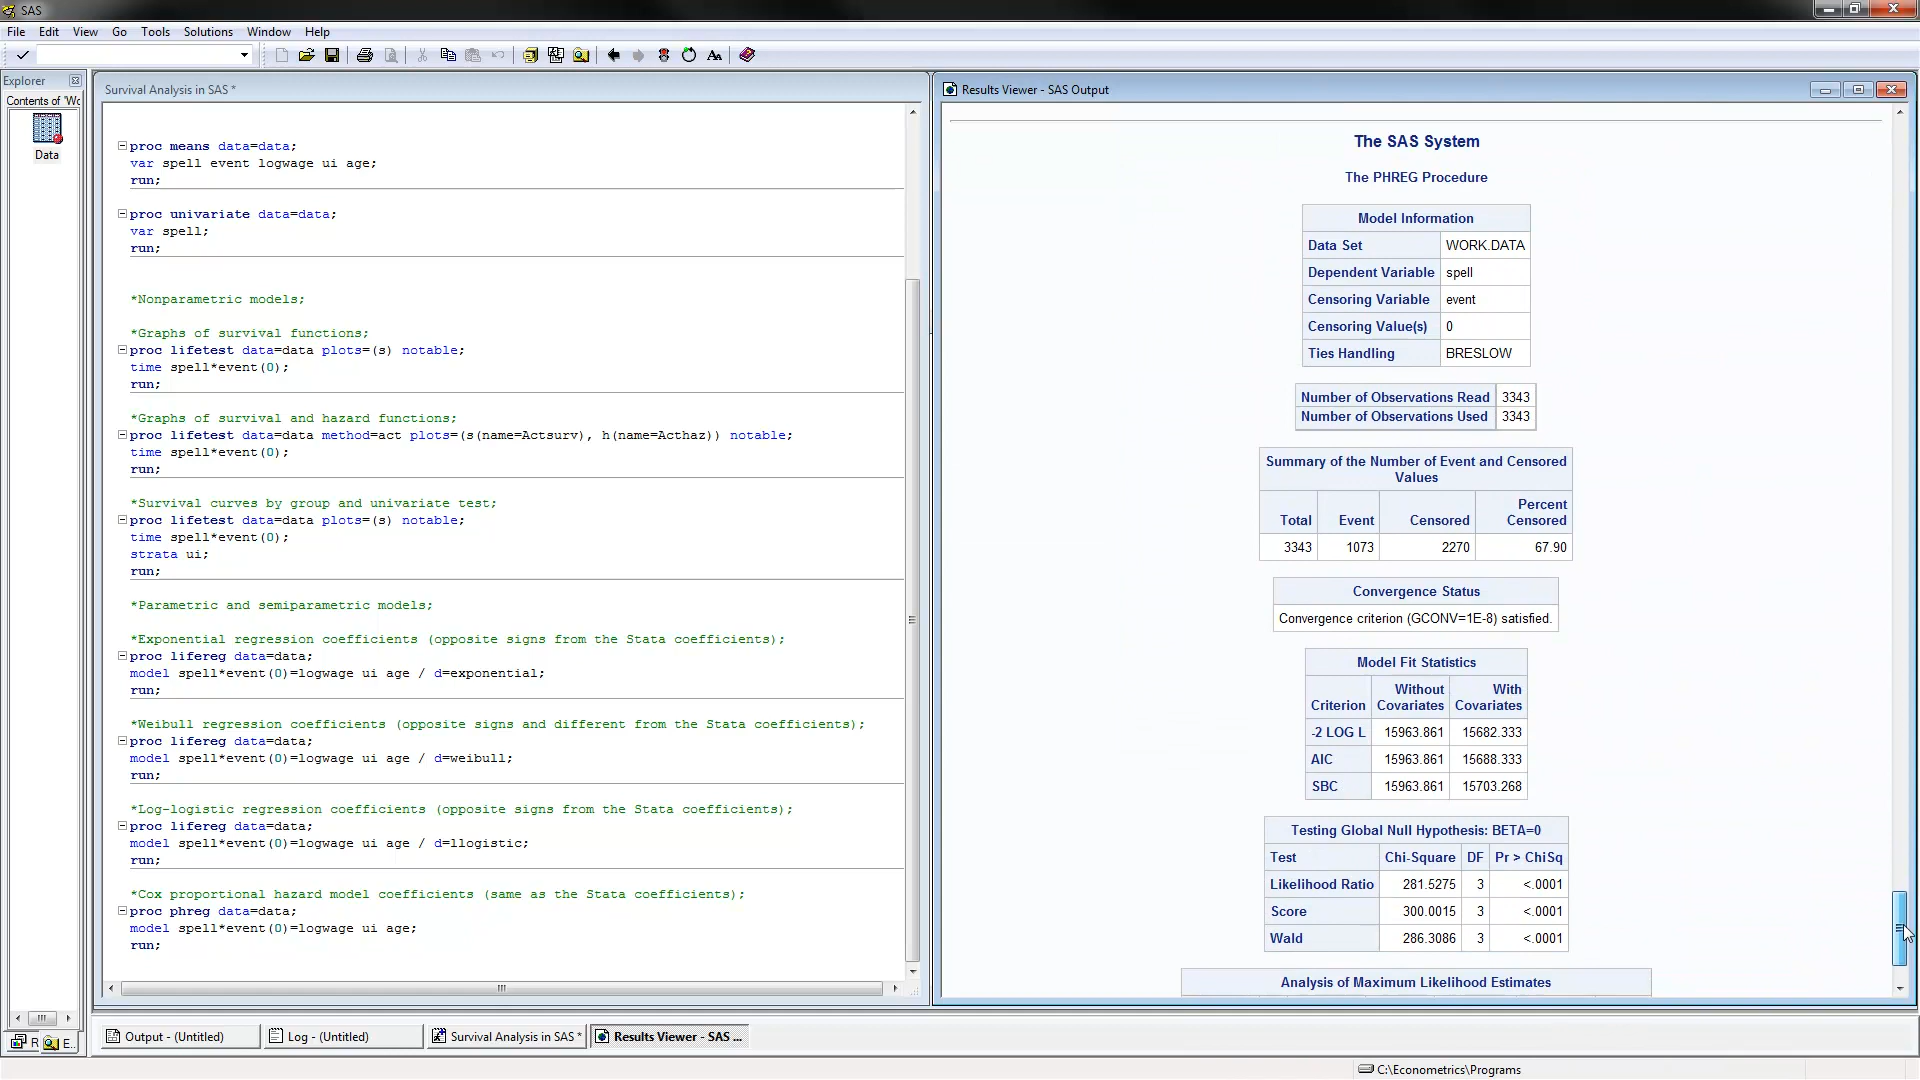 SAS
File Edit View Go Tools Solutions Window Help
Explorer
Contents of 'Wc
Data
Survival Analysis in SAS *
proc means data=data;
var spell event logwage ui age;
run;
proc univariate data=data;
var spell;
run;
*Nonparametric models;
*Graphs of survival functions;
proc lifetest data=data plots=(s) notable;
time spell*event(0);
run;
*Graphs of survival and hazard functions;
proc lifetest data=data method=act plots=(s(name=Actsurv), h(name=Acthaz)) notable;
time spell*event(0);
run;
*Survival curves by group and univariate test;
proc lifetest data=data plots=(s) notable;
time spell*event(0);
strata ui;
run;
*Parametric and semiparametric models;
*Exponential regression coefficients (opposite signs from the Stata coefficients);
proc lifereg data=data;
model spell*event(0)=logwage ui age / d=exponential;
run;
*Weibull regression coefficients (opposite signs and different from the Stata coefficients);
proc lifereg data=data;
model spell*event(0)=logwage ui age / d=weibull;
run;
*Log-logistic regression coefficients (opposite signs from the Stata coefficients);
proc lifereg data=data;
model spell*event(0)=logwage ui age / d=llogistic;
run;
*Cox proportional hazard model coefficients (same as the Stata coefficients);
proc phreg data=data;
model spell*event(0)=logwage ui age;
run;
Results Viewer - SAS Output
The SAS System
The PHREG Procedure
Model Information
Data Set WORK.DATA
Dependent Variable spell
Censoring Variable event
Censoring Value(s) 0
Ties Handling BRESLOW
Number of Observations Read 3343
Number of Observations Used 3343
Summary of the Number of Event and Censored
Values
Total Event Censored Percent Censored
3343 1073 2270 67.90
Convergence Status
Convergence criterion (GCONV=1E-8) satisfied.
Model Fit Statistics
Criterion Without Covariates With Covariates
-2 LOG L 15963.861 15682.333
AIC 15963.861 15688.333
SBC 15963.861 15703.268
Testing Global Null Hypothesis: BETA=0
Test Chi-Square DF Pr > ChiSq
Likelihood Ratio 281.5275 3 <.0001
Score 300.0015 3 <.0001
Wald 286.3086 3 <.0001
Analysis of Maximum Likelihood Estimates
R E..
Output - (Untitled) Log - (Untitled) Survival Analysis in SAS * Results Viewer - SAS ...
C:\Econometrics\Programs